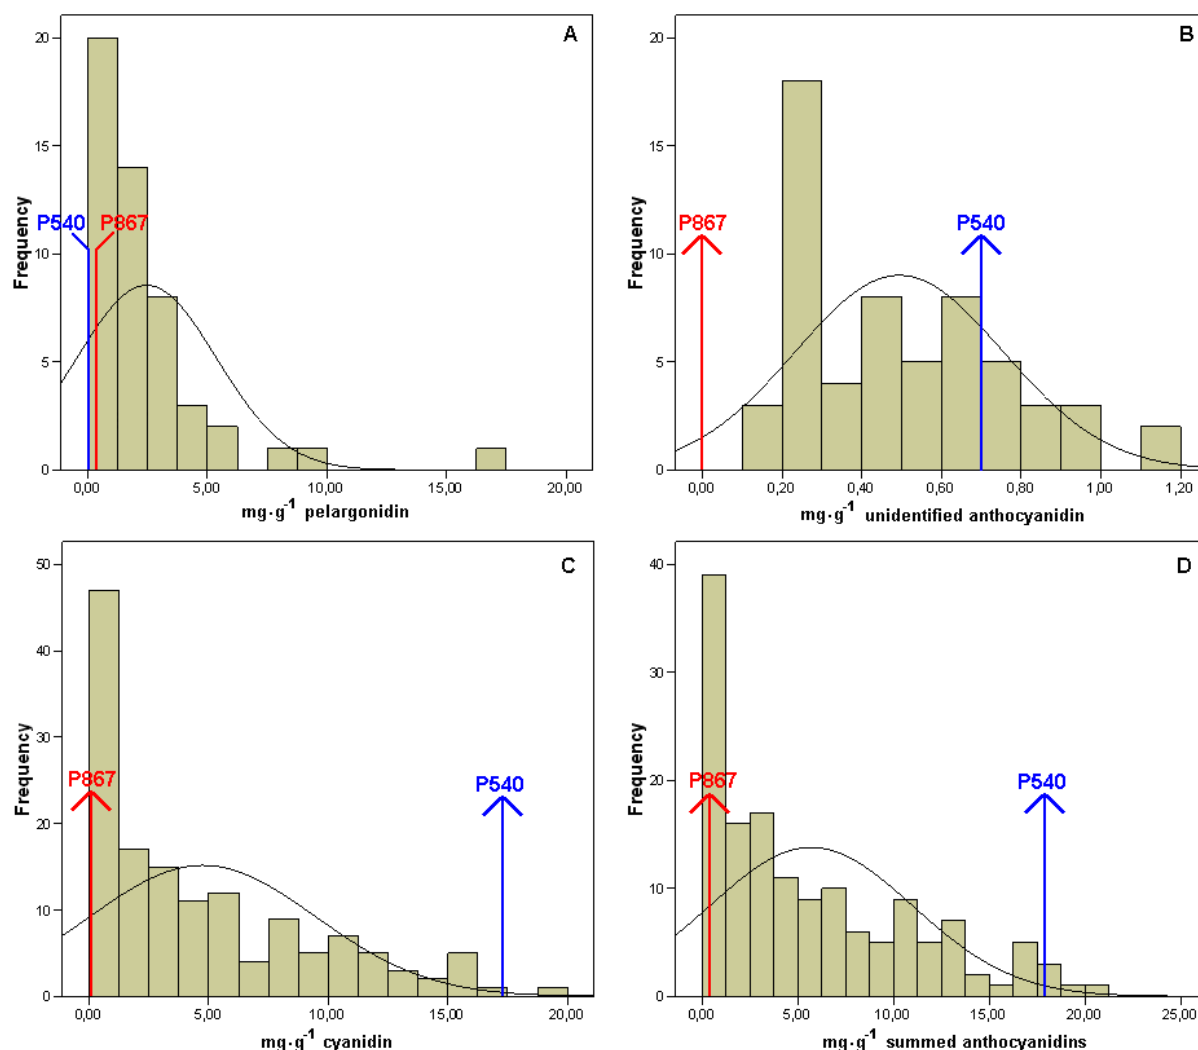 A
Frequency
20
15
10
5
0
P540 P867
0,00 5,00 10,00 15,00 20,00
mg·g-1 pelargonidin
B
Frequency
20
15
10
5
0
P867
P540
0,00 0,20 0,40 0,60 0,80 1,00 1,20
mg·g-1 unidentified anthocyanidin
C
Frequency
50
40
30
20
10
0
P867
P540
0,00 5,00 10,00 15,00 20,00
mg·g-1 cyanidin
D
Frequency
40
30
20
10
0
P867
P540
0,00 5,00 10,00 15,00 20,00 25,00
mg·g-1 summed anthocyanidins